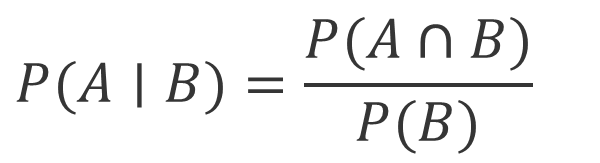 P(A | B) = P(A ∩ B) / P(B)